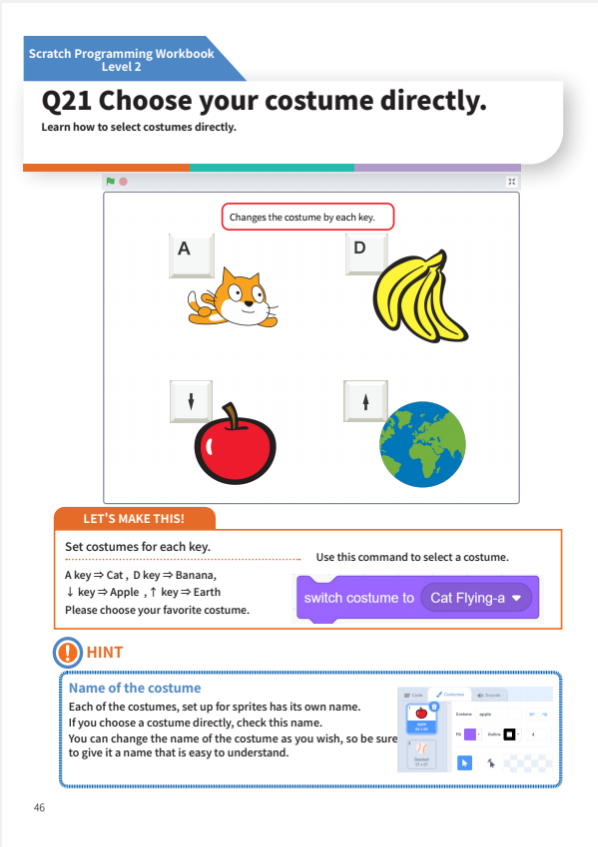 Scratch Programming Workbook
Level 2
Q21 Choose your costume directly.
Learn how to select costumes directly.
Changes the costume by each key.
A
D
↓
↑
LET'S MAKE THIS!
Set costumes for each key.
A key ⇒ Cat , D key ⇒ Banana,
↓ key ⇒ Apple , ↑ key ⇒ Earth
Please choose your favorite costume.
Use this command to select a costume.
switch costume to Cat Flying-a
HINT
Name of the costume
Each of the costumes, set up for sprites has its own name.
If you choose a costume directly, check this name.
You can change the name of the costume as you wish, so be sure
to give it a name that is easy to understand.
Code Costumes Sounds
Costume apple
Fill Outline 4
46